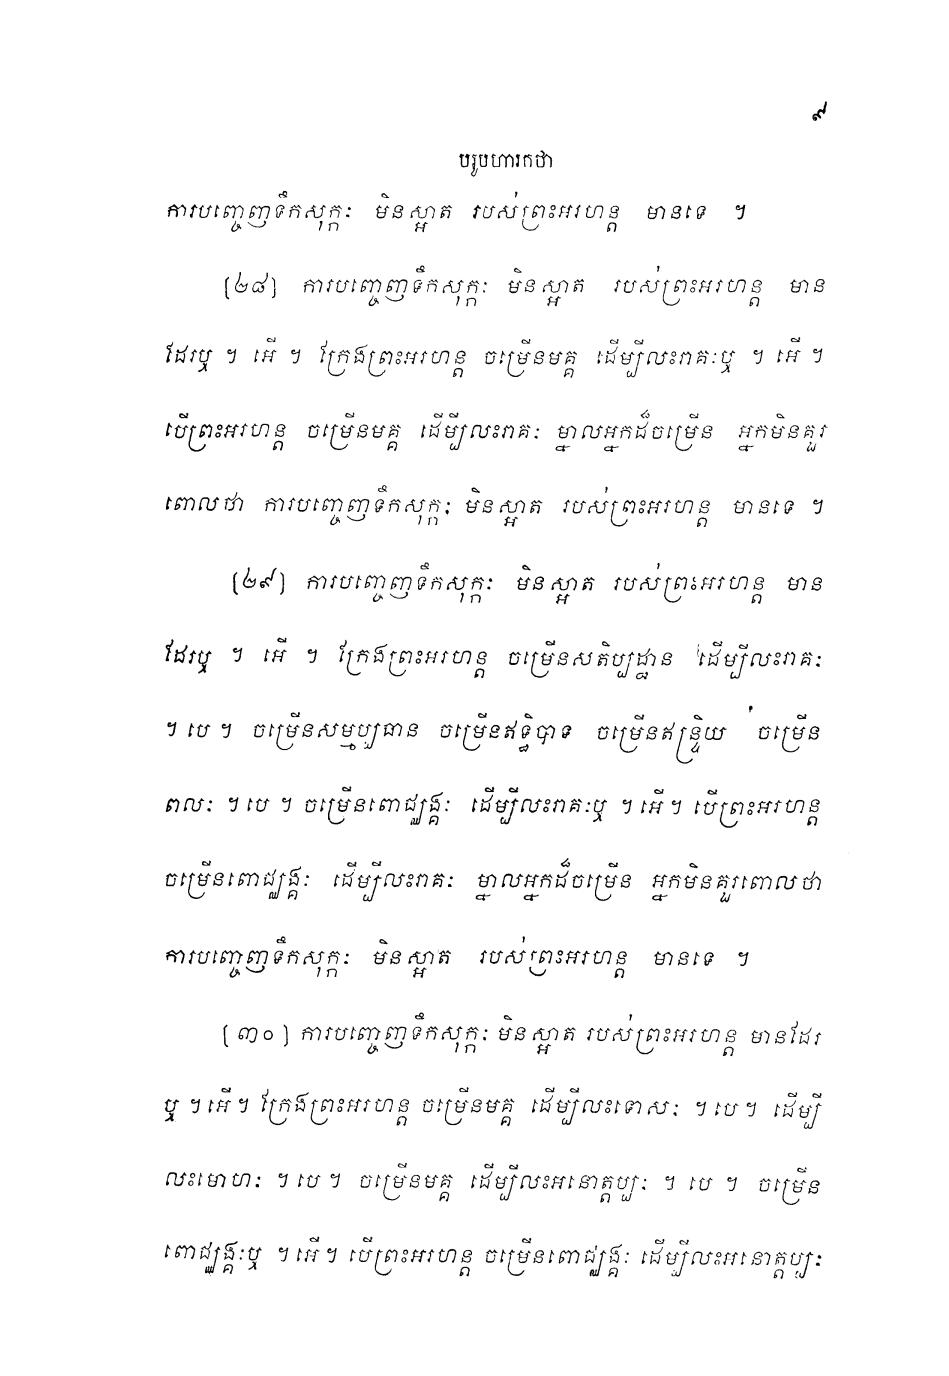 ៩
បរូបហារកថា
ការបញ្ចេញទឹកសុក្កៈ មិនស្អាត របស់ព្រះអរហន្ត មានទេ ។
(២៨) ការបញ្ចេញទឹកសុក្កៈ មិនស្អាត របស់ព្រះអរហន្ត មាន
ដែរឬ ។ អើ ។ ក្រែងព្រះអរហន្ត ចម្រើនមគ្គ ដើម្បីលះរាគៈឬ ។ អើ ។
បើព្រះអរហន្ត ចម្រើនមគ្គ ដើម្បីលះរាគៈ ម្នាលអ្នកដ៏ចម្រើន អ្នកមិនគួរ
ពោលថា ការបញ្ចេញទឹកសុក្កៈ មិនស្អាត របស់ព្រះអរហន្ត មានទេ ។
(២៩) ការបញ្ចេញទឹកសុក្កៈ មិនស្អាត របស់ព្រះអរហន្ត មាន
ដែរឬ ។ អើ ។ ក្រែងព្រះអរហន្ត ចម្រើនសតិប្បដ្ឋាន ដើម្បីលះរាគៈ
។ បេ ។ ចម្រើនសម្មប្បធាន ចម្រើនឥទ្ធិបាទ ចម្រើនឥន្ទ្រិយ ចម្រើន
ពលៈ ។ បេ ។ ចម្រើនពោជ្ឈង្គៈ ដើម្បីលះរាគៈឬ ។ អើ ។ បើព្រះអរហន្ត
ចម្រើនពោជ្ឈង្គៈ ដើម្បីលះរាគៈ ម្នាលអ្នកដ៏ចម្រើន អ្នកមិនគួរពោលថា
ការបញ្ចេញទឹកសុក្កៈ មិនស្អាត របស់ព្រះអរហន្ត មានទេ ។
(៣០) ការបញ្ចេញទឹកសុក្កៈ មិនស្អាត របស់ព្រះអរហន្ត មានដែរ
ឬ ។ អើ ។ ក្រែងព្រះអរហន្ត ចម្រើនមគ្គ ដើម្បីលះទោសៈ ។ បេ ។ ដើម្បី
លះមោហៈ ។ បេ ។ ចម្រើនមគ្គ ដើម្បីលះអនោត្តប្បៈ ។ បេ ។ ចម្រើន
ពោជ្ឈង្គៈឬ ។ អើ ។ បើព្រះអរហន្ត ចម្រើនពោជ្ឈង្គៈ ដើម្បីលះអនោត្តប្បៈ